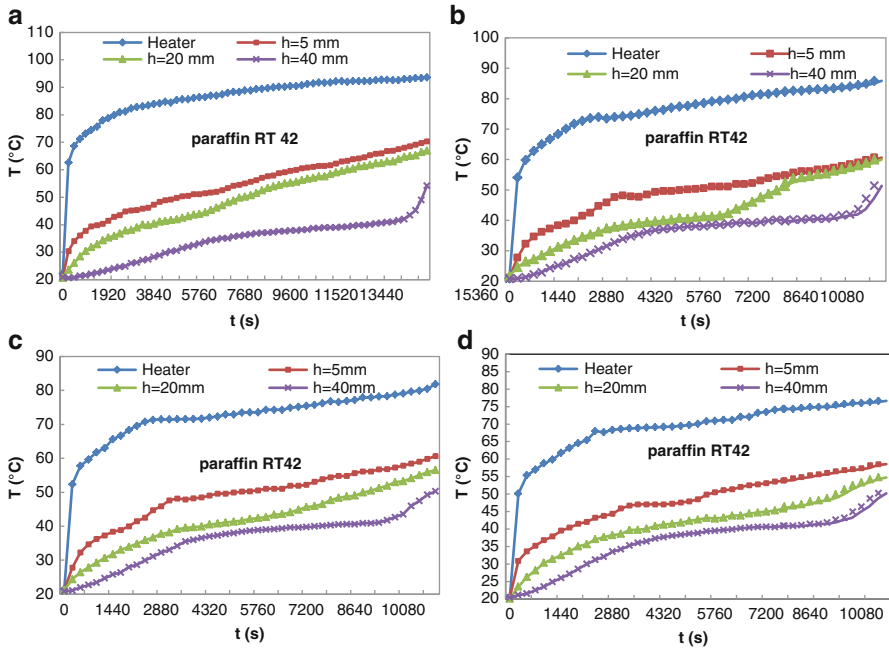 a
Heater
h=5 mm
h=20 mm
h=40 mm
110
100
90
80
70
60
50
40
30
20
T (°C)
paraffin RT 42
0 1920 3840 5760 7680 9600 11520 13440 15360
t (s)
b
Heater
h=5 mm
h=20 mm
h=40 mm
100
90
80
70
60
50
40
30
20
T (°C)
paraffin RT42
0 1440 2880 4320 5760 7200 8640 10080
t (s)
c
Heater
h=5mm
h=20mm
h=40mm
90
80
70
60
50
40
30
20
T (°C)
paraffin RT42
0 1440 2880 4320 5760 7200 8640 10080
t (s)
d
Heater
h=5mm
h=20mm
h=40mm
90
85
80
75
70
65
60
55
50
45
40
35
30
25
20
T (°C)
paraffin RT42
0 1440 2880 4320 5760 7200 8640 10080
t (s)